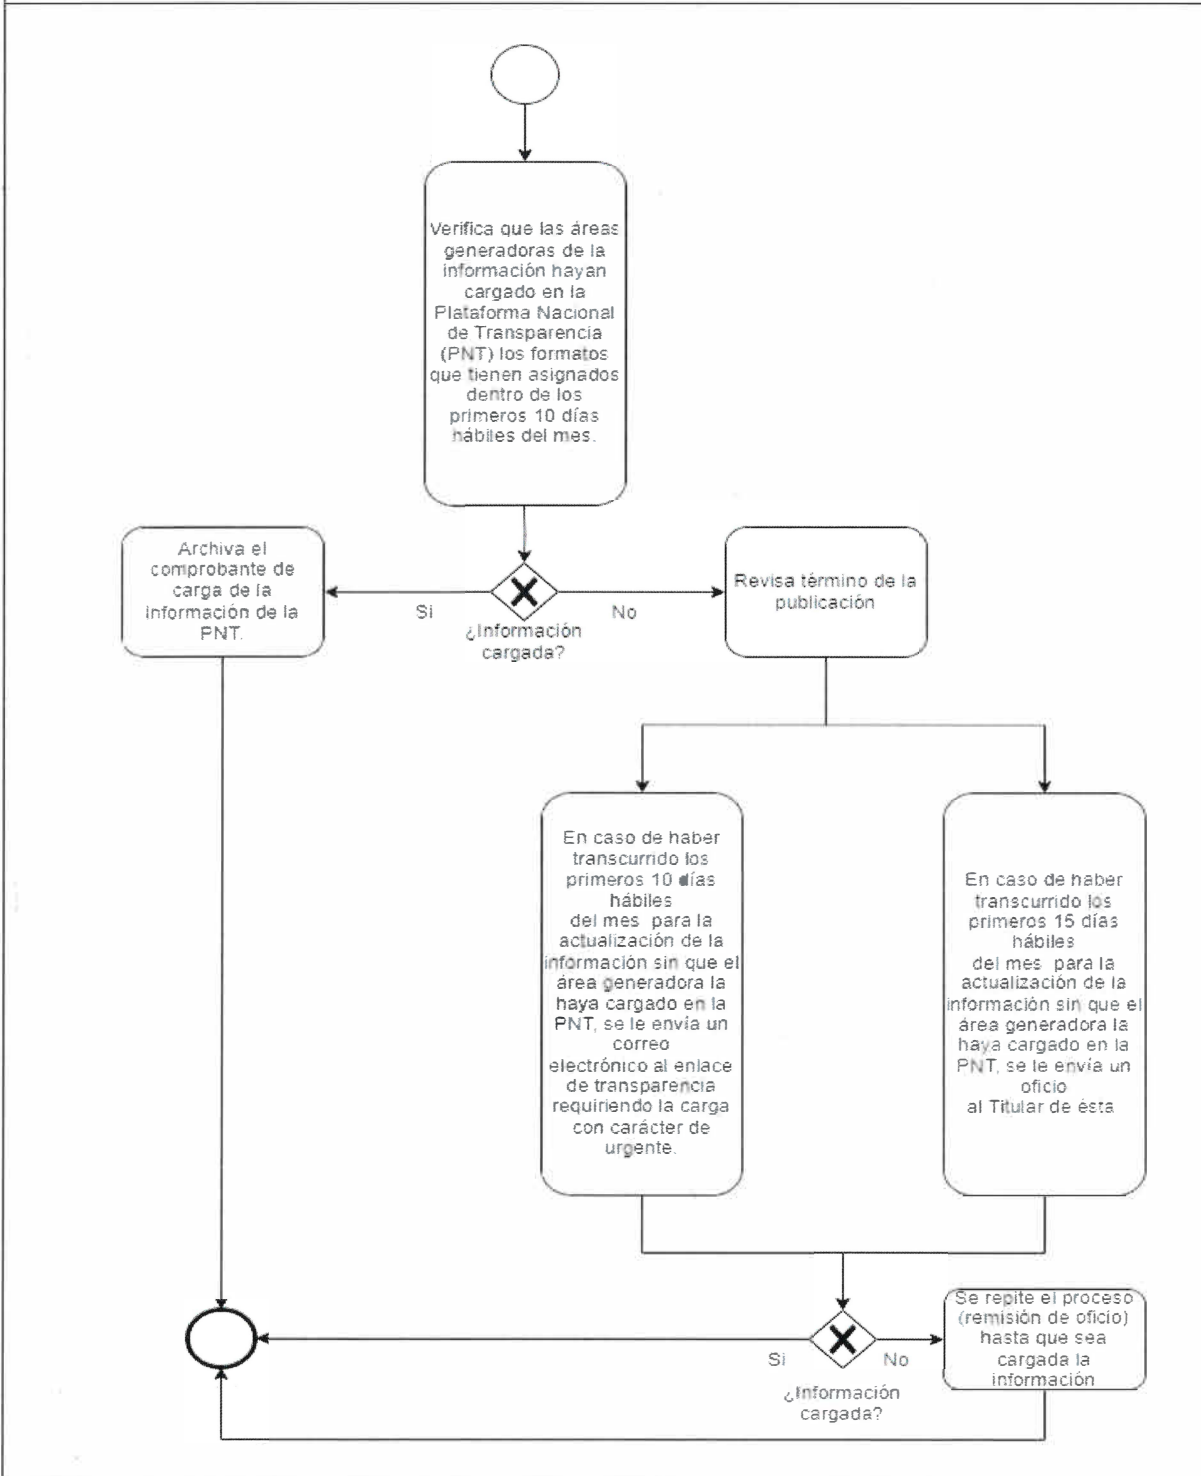 Verifica que las áreas
generadoras de la
información hayan
cargado en la
Plataforma Nacional
de Transparencia
(PNT) los formatos
que tienen asignados
dentro de los
primeros 10 días
hábiles del mes.
Archiva el
comprobante de
carga de la
información de la
PNT.
Si
¿Información
cargada?
No
Revisa término de la
publicación
En caso de haber
transcurrido los
primeros 10 días
hábiles
del mes para la
actualización de la
información sin que el
área generadora la
haya cargado en la
PNT, se le envía un
correo
electrónico al enlace
de transparencia
requiriendo la carga
con carácter de
urgente.
En caso de haber
transcurrido los
primeros 15 días
hábiles
del mes para la
actualización de la
información sin que el
área generadora la
haya cargado en la
PNT, se le envía un
oficio
al Titular de ésta
Si
¿Información
cargada?
No
Se repite el proceso
(remisión de oficio)
hasta que sea
cargada la
información